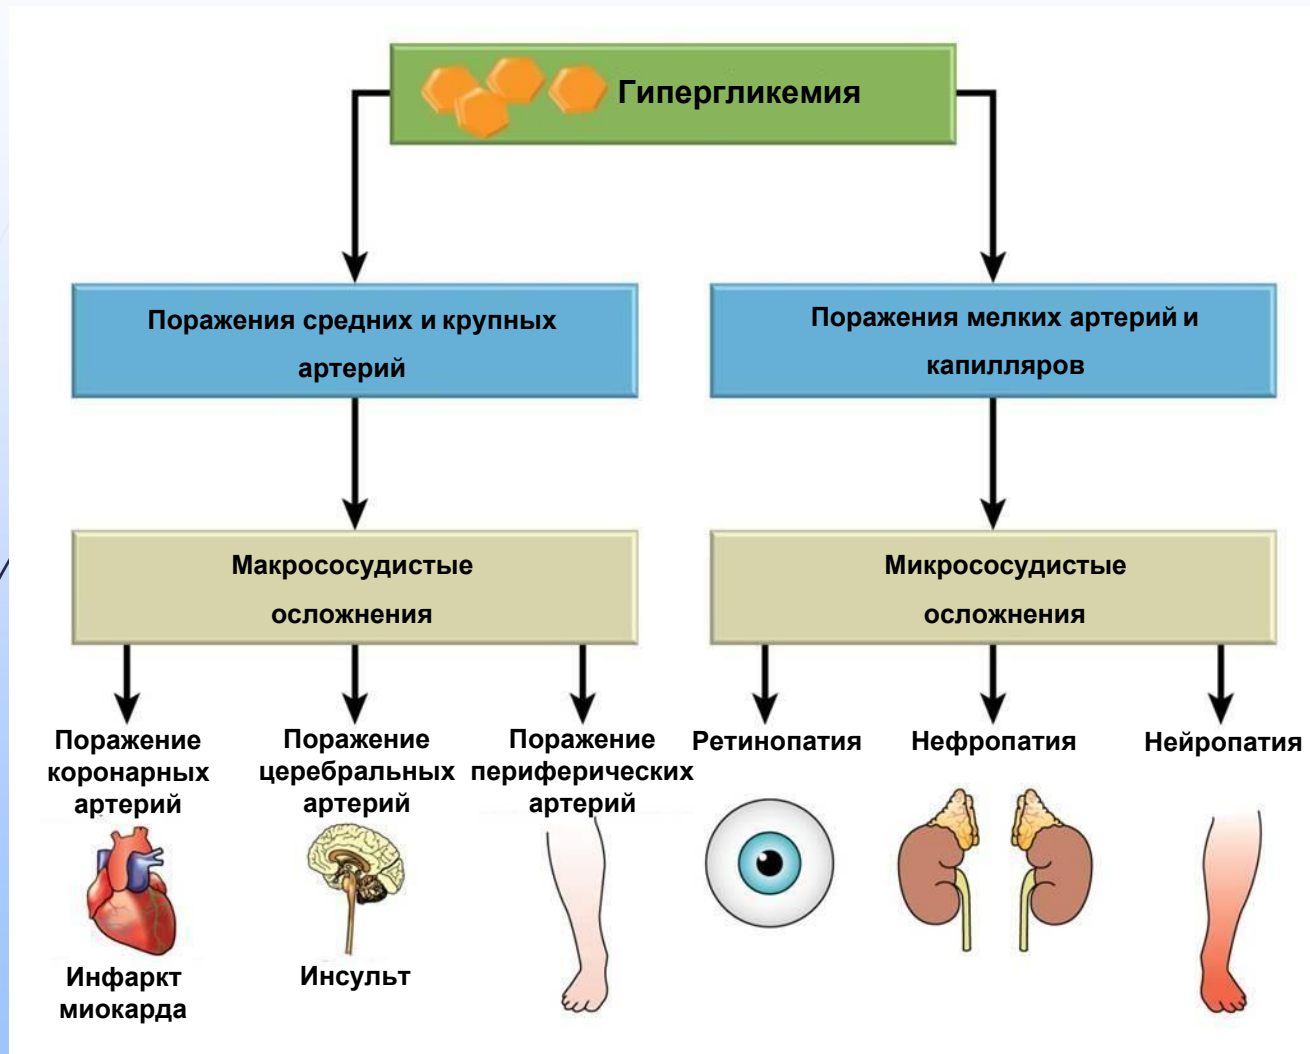 Гипергликемия
Поражения средних и крупных
артерий
Поражения мелких артерий и
капилляров
Макрососудистые
осложнения
Микрососудистые
осложнения
Поражение
коронарных
артерий
Поражение
церебральных
артерий
Поражение
периферических
артерий
Ретинопатия
Нефропатия
Нейропатия
Инфаркт
миокарда
Инсульт